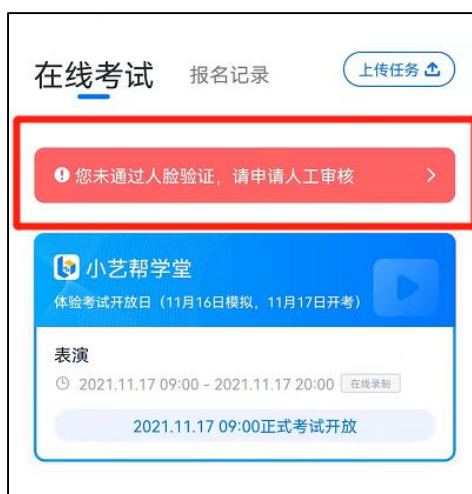 在线考试 报名记录 上传任务
您未通过人脸验证，请申请人工审核
小艺帮学堂
体验考试开放日（11月16日模拟，11月17日开考）
表演
2021.11.17 09:00 - 2021.11.17 20:00 在线录制
2021.11.17 09:00正式考试开放